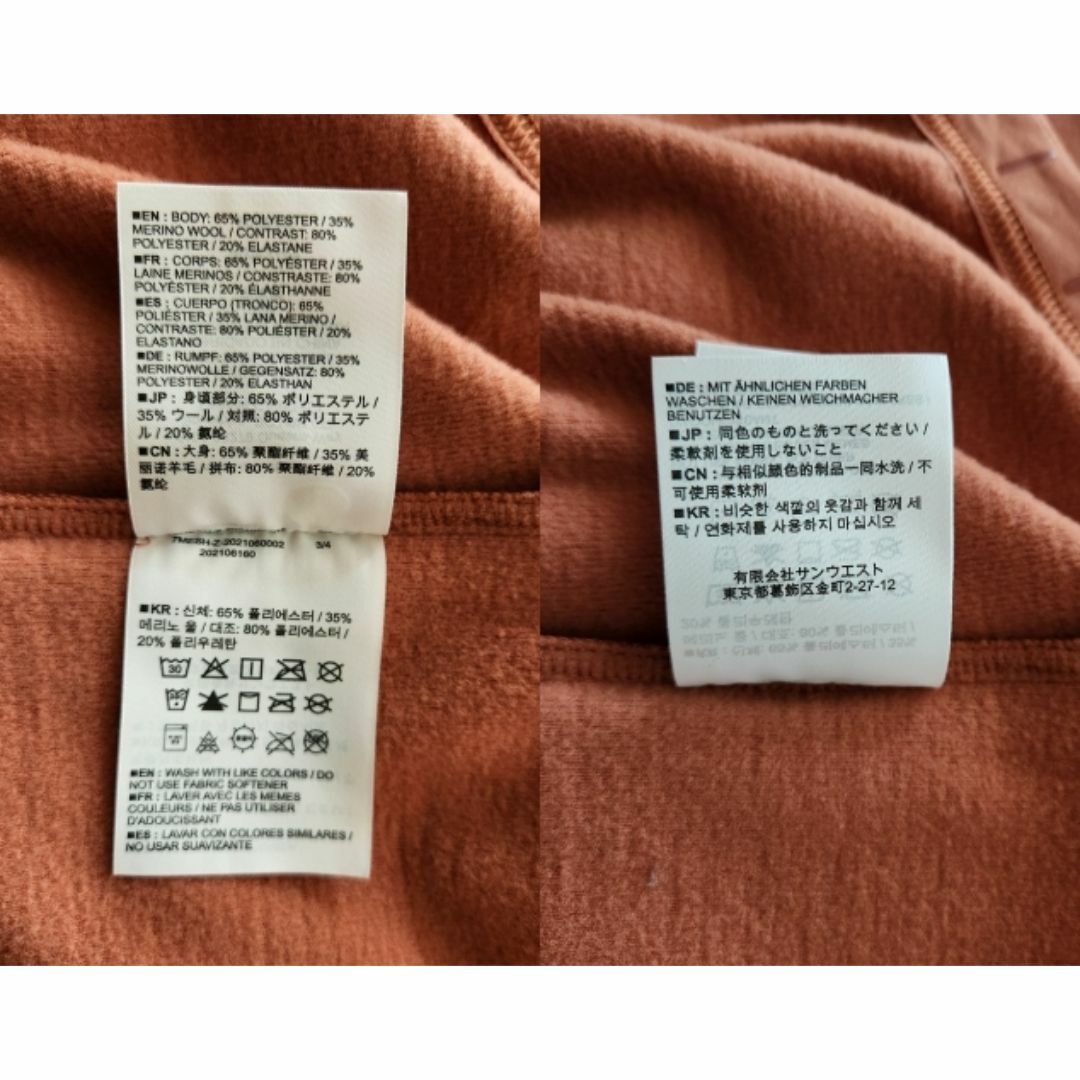 ■EN : BODY: 65% POLYESTER / 35%
MERINO WOOL / CONTRAST: 80%
POLYESTER / 20% ELASTANE
■FR : CORPS: 65% POLYÉSTER / 35%
LAINE MERINOS / CONSTRASTE: 80%
POLYÉSTER / 20% ÉLASTHANNE
■ES : CUERPO (TRONCO): 65%
POLIÉSTER / 35% LANA MERINO /
CONTRASTE: 80% POLIÉSTER / 20%
ELASTANO
■DE : RUMPF: 65% POLYESTER / 35%
MERINOWOLLE / GEGENSATZ: 80%
POLYESTER / 20% ELASTHAN
■JP : 身頃部分: 65% ポリエステル /
35% ウール / 対照: 80% ポリエステ
ル / 20% 氨纶
■CN : 大身: 65% 聚酯纤维 / 35% 美
丽诺羊毛 / 拼布: 80% 聚酯纤维 / 20%
氨纶
TMESH-Z-2021060002 3/4
202106160
■KR : 신체: 65% 폴리에스터 / 35%
메리노 울 / 대조: 80% 폴리에스터 /
20% 폴리우레탄
30
■EN : WASH WITH LIKE COLORS / DO
NOT USE FABRIC SOFTENER
■FR : LAVER AVEC LES MEMES
COULEURS / NE PAS UTILISER
D'ADOUCISSANT
■ES : LAVAR CON COLORES SIMILARES /
NO USAR SUAVIZANTE
■DE : MIT ÄHNLICHEN FARBEN
WASCHEN / KEINEN WEICHMACHER
BENUTZEN
■JP : 同色のものと洗ってください /
柔軟剤を使用しないこと
■CN : 与相似颜色的制品一同水洗 / 不
可使用柔软剂
■KR : 비슷한 색깔의 옷감과 함께 세
탁 / 연화제를 사용하지 마십시오
有限会社サンウエスト
東京都葛飾区金町2-27-12